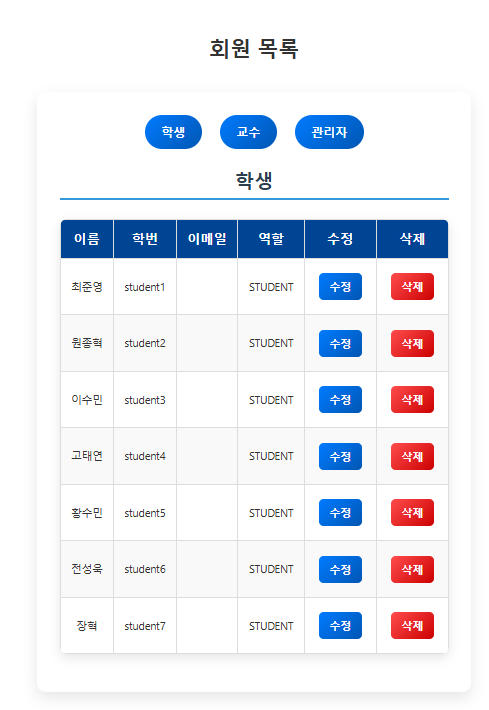 회원 목록
학생 교수 관리자
학생
이름 학번 이메일 역할 수정 삭제
최준영 student1 STUDENT 수정 삭제
원종혁 student2 STUDENT 수정 삭제
이수민 student3 STUDENT 수정 삭제
고태연 student4 STUDENT 수정 삭제
황수민 student5 STUDENT 수정 삭제
전성욱 student6 STUDENT 수정 삭제
장혁 student7 STUDENT 수정 삭제